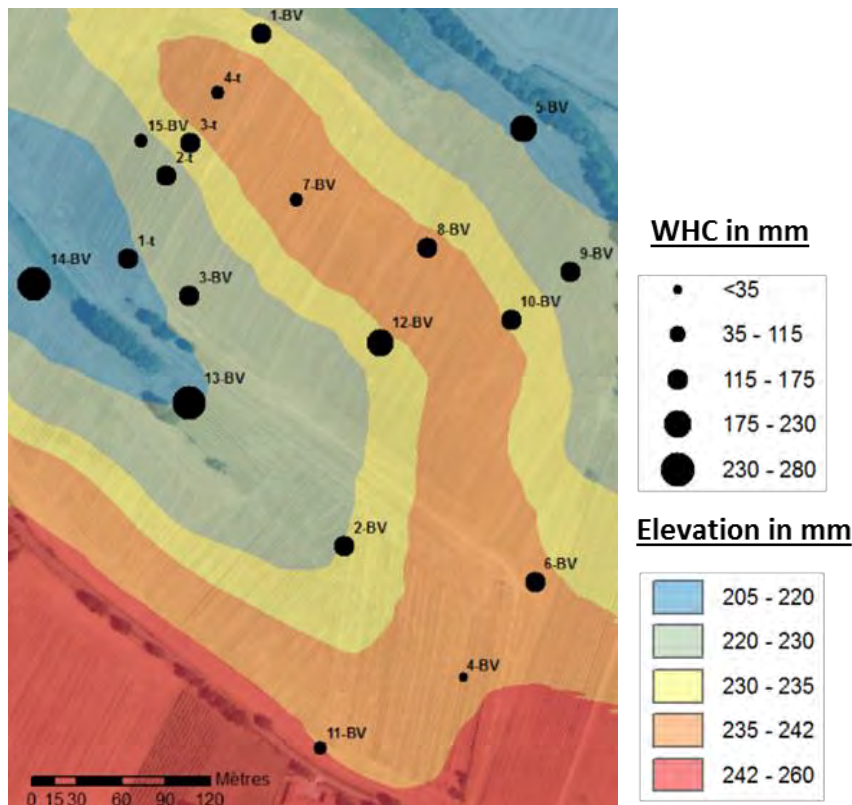 1-BV
4-t
5-BV
15-BV
3-t
2-t
7-BV
8-BV
1-t
14-BV
9-BV
3-BV
10-BV
12-BV
13-BV
2-BV
6-BV
4-BV
11-BV
Mètres
0 15 30 60 90 120
WHC in mm
<35
35 - 115
115 - 175
175 - 230
230 - 280
Elevation in mm
205 - 220
220 - 230
230 - 235
235 - 242
242 - 260